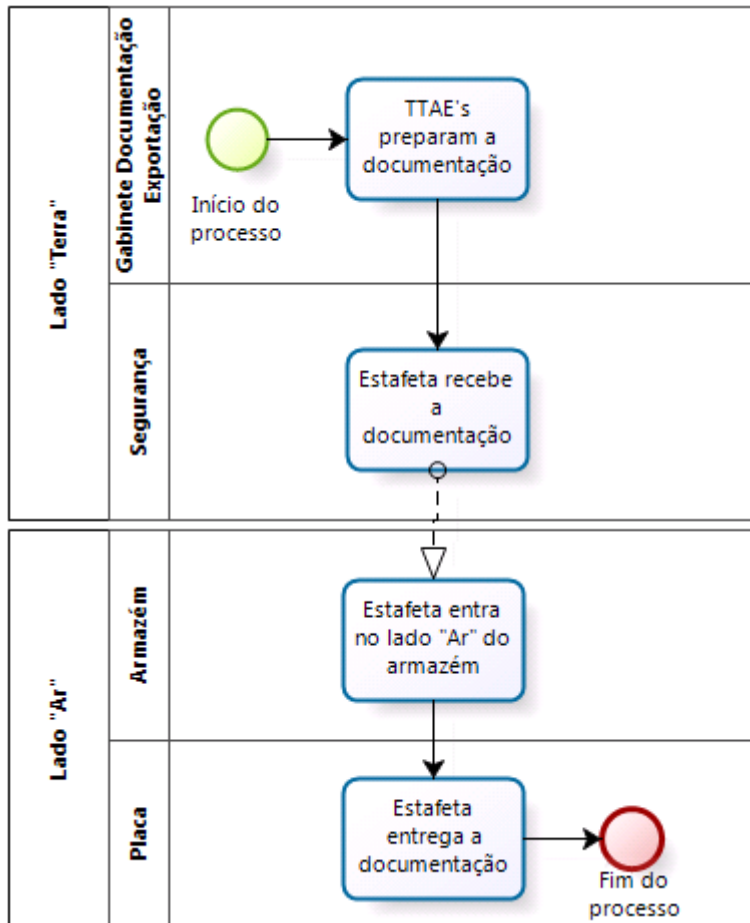 Lado "Terra"
Gabinete Documentação
Exportação
Início do
processo
TTAE's
preparam a
documentação
Segurança
Estafeta recebe
a
documentação
Lado "Ar"
Armazém
Estafeta entra
no lado "Ar" do
armazém
Placa
Estafeta
entrega a
documentação
Fim do
processo